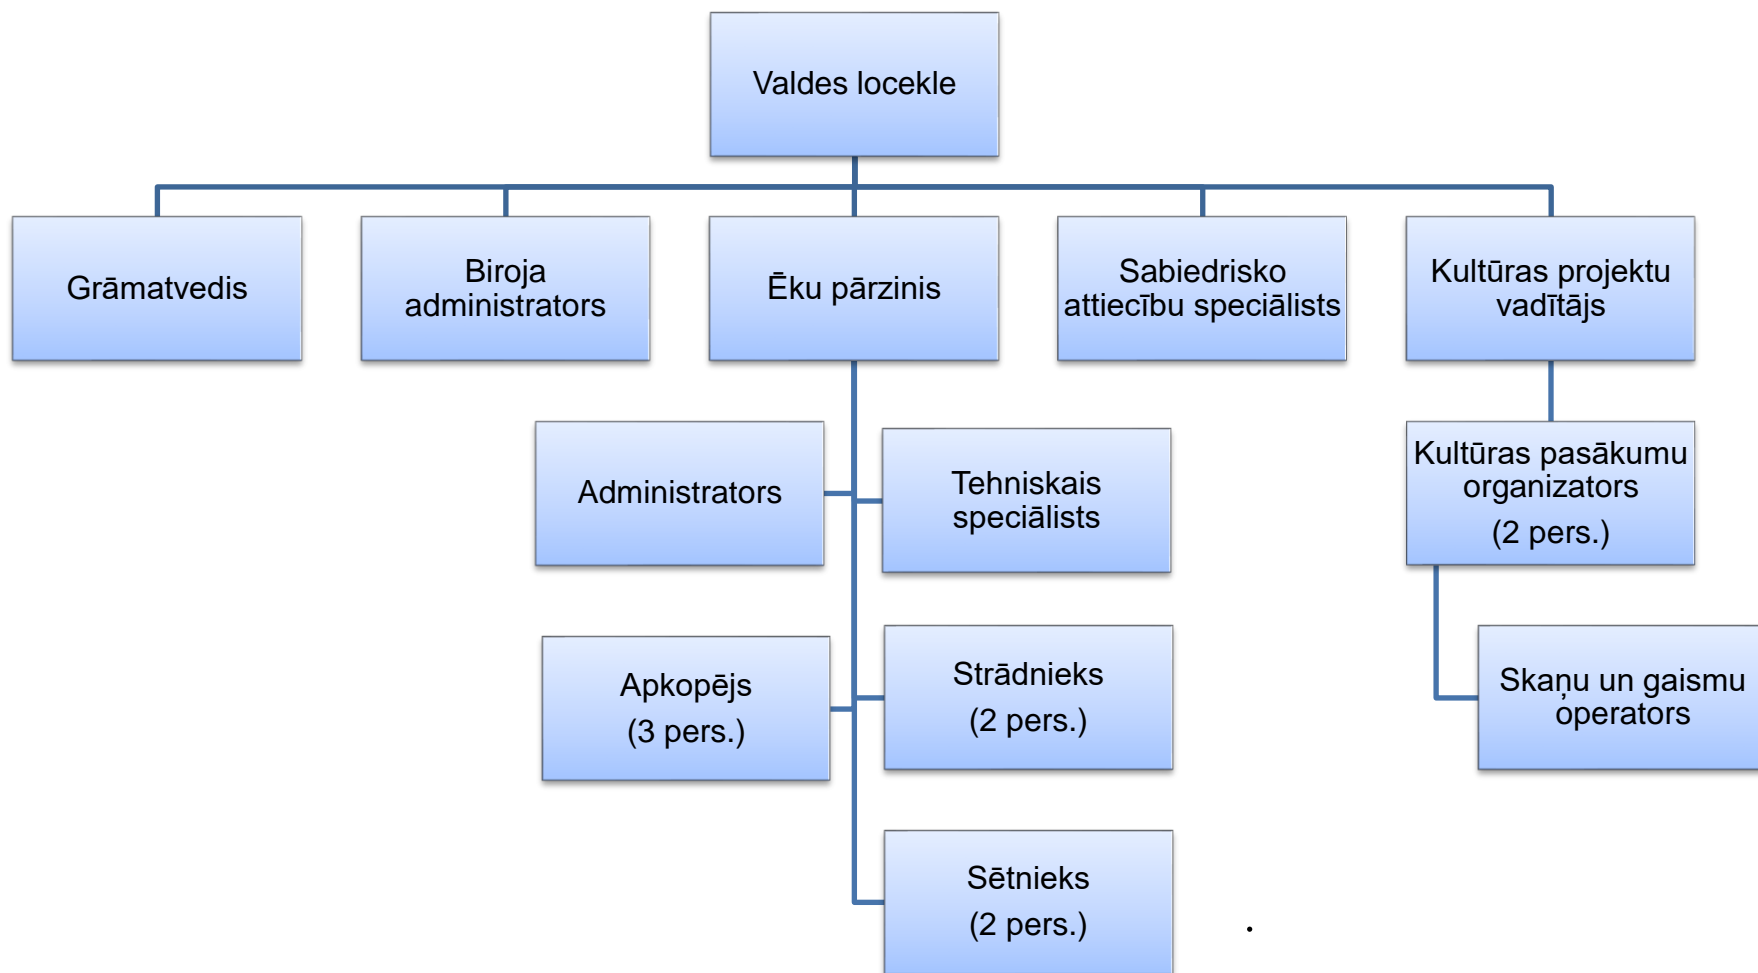 Valdes locekle
Grāmatvedis
Biroja
administrators
Ēku pārzinis
Sabiedrisko
attiecību speciālists
Kultūras projektu
vadītājs
Administrators
Tehniskais
speciālists
Kultūras pasākumu
organizators
(2 pers.)
Apkopējs
(3 pers.)
Strādnieks
(2 pers.)
Skaņu un gaismu
operators
Sētnieks
(2 pers.)
.